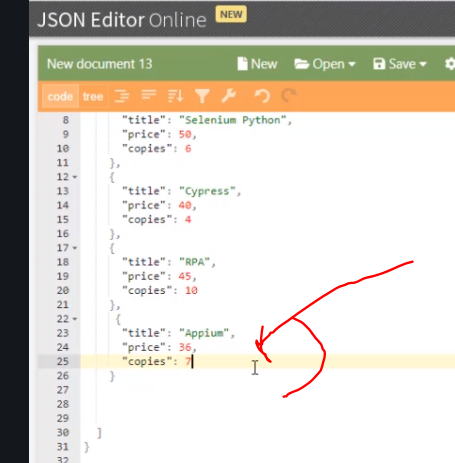 JSON Editor Online NEW
New document 13 New Open Save
code tree
8 "title": "Selenium Python",
9 "price": 50,
10 "copies": 6
11 },
12 {
13 "title": "Cypress",
14 "price": 40,
15 "copies": 4
16 },
17 {
18 "title": "RPA",
19 "price": 45,
20 "copies": 10
21 },
22 {
23 "title": "Appium",
24 "price": 36,
25 "copies": 7
26 }
27
28
29
30 ]
31 }
32